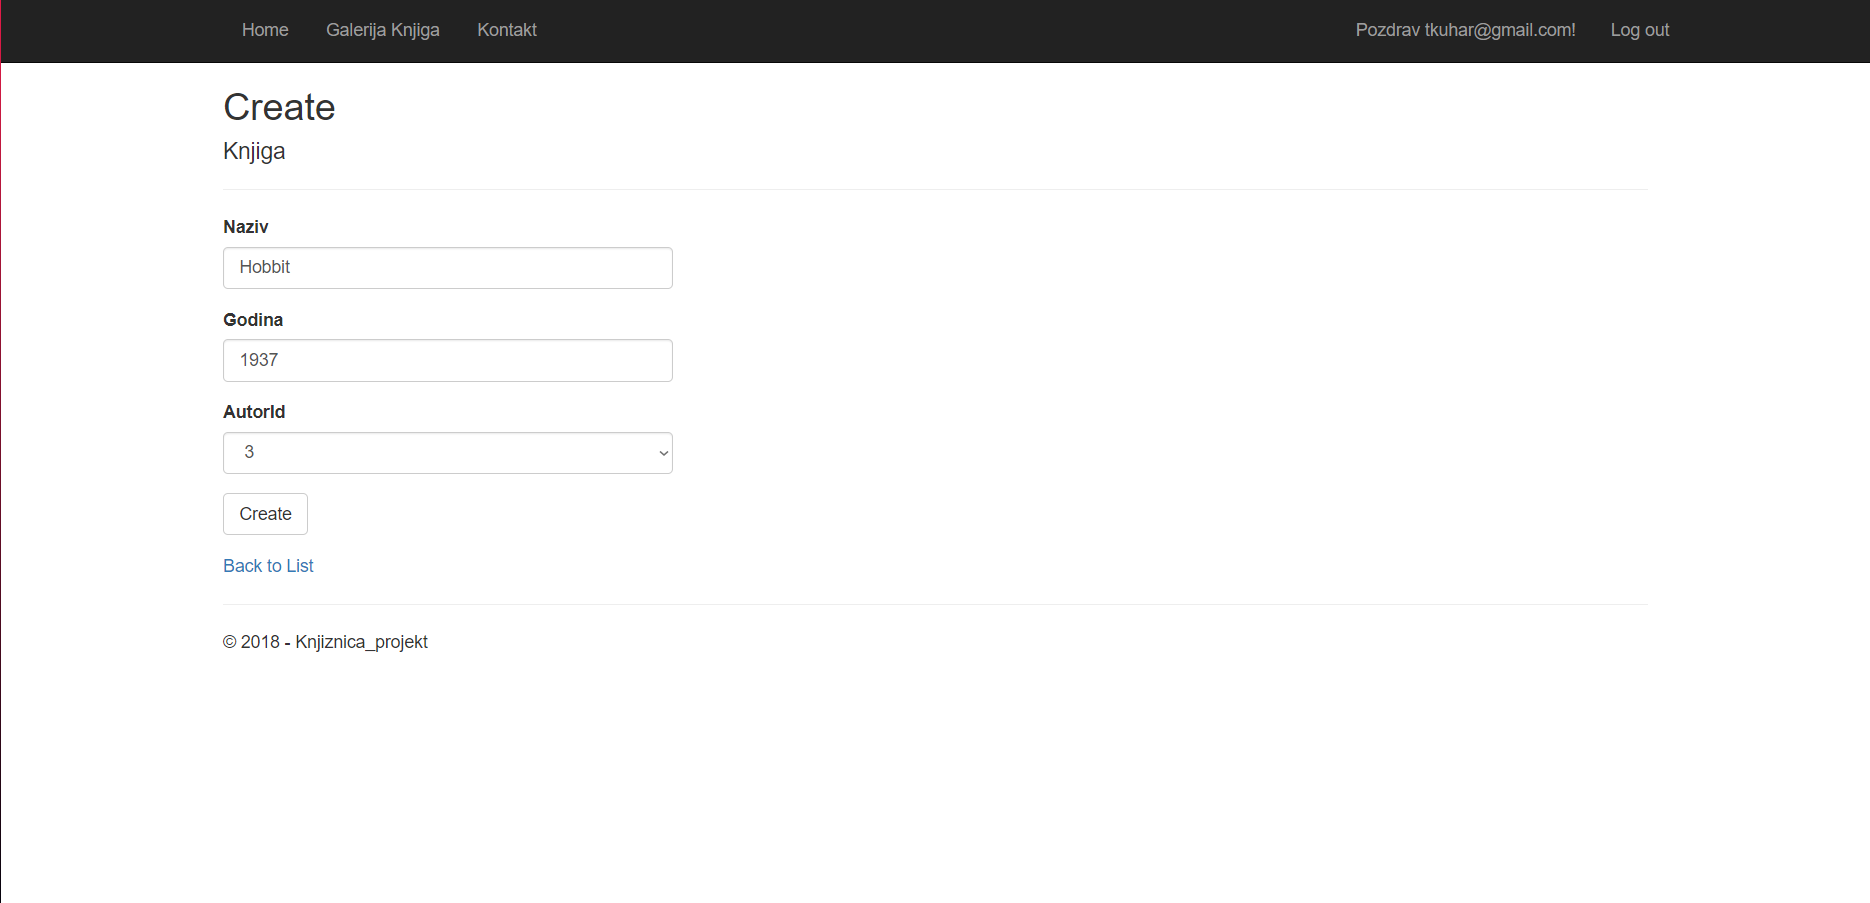 Home Galerija Knjiga Kontakt Pozdrav tkuhar@gmail.com! Log out
Create
Knjiga
Naziv
Hobbit
Godina
1937
AutorId
3
Create
Back to List
© 2018 - Knjiznica_projekt